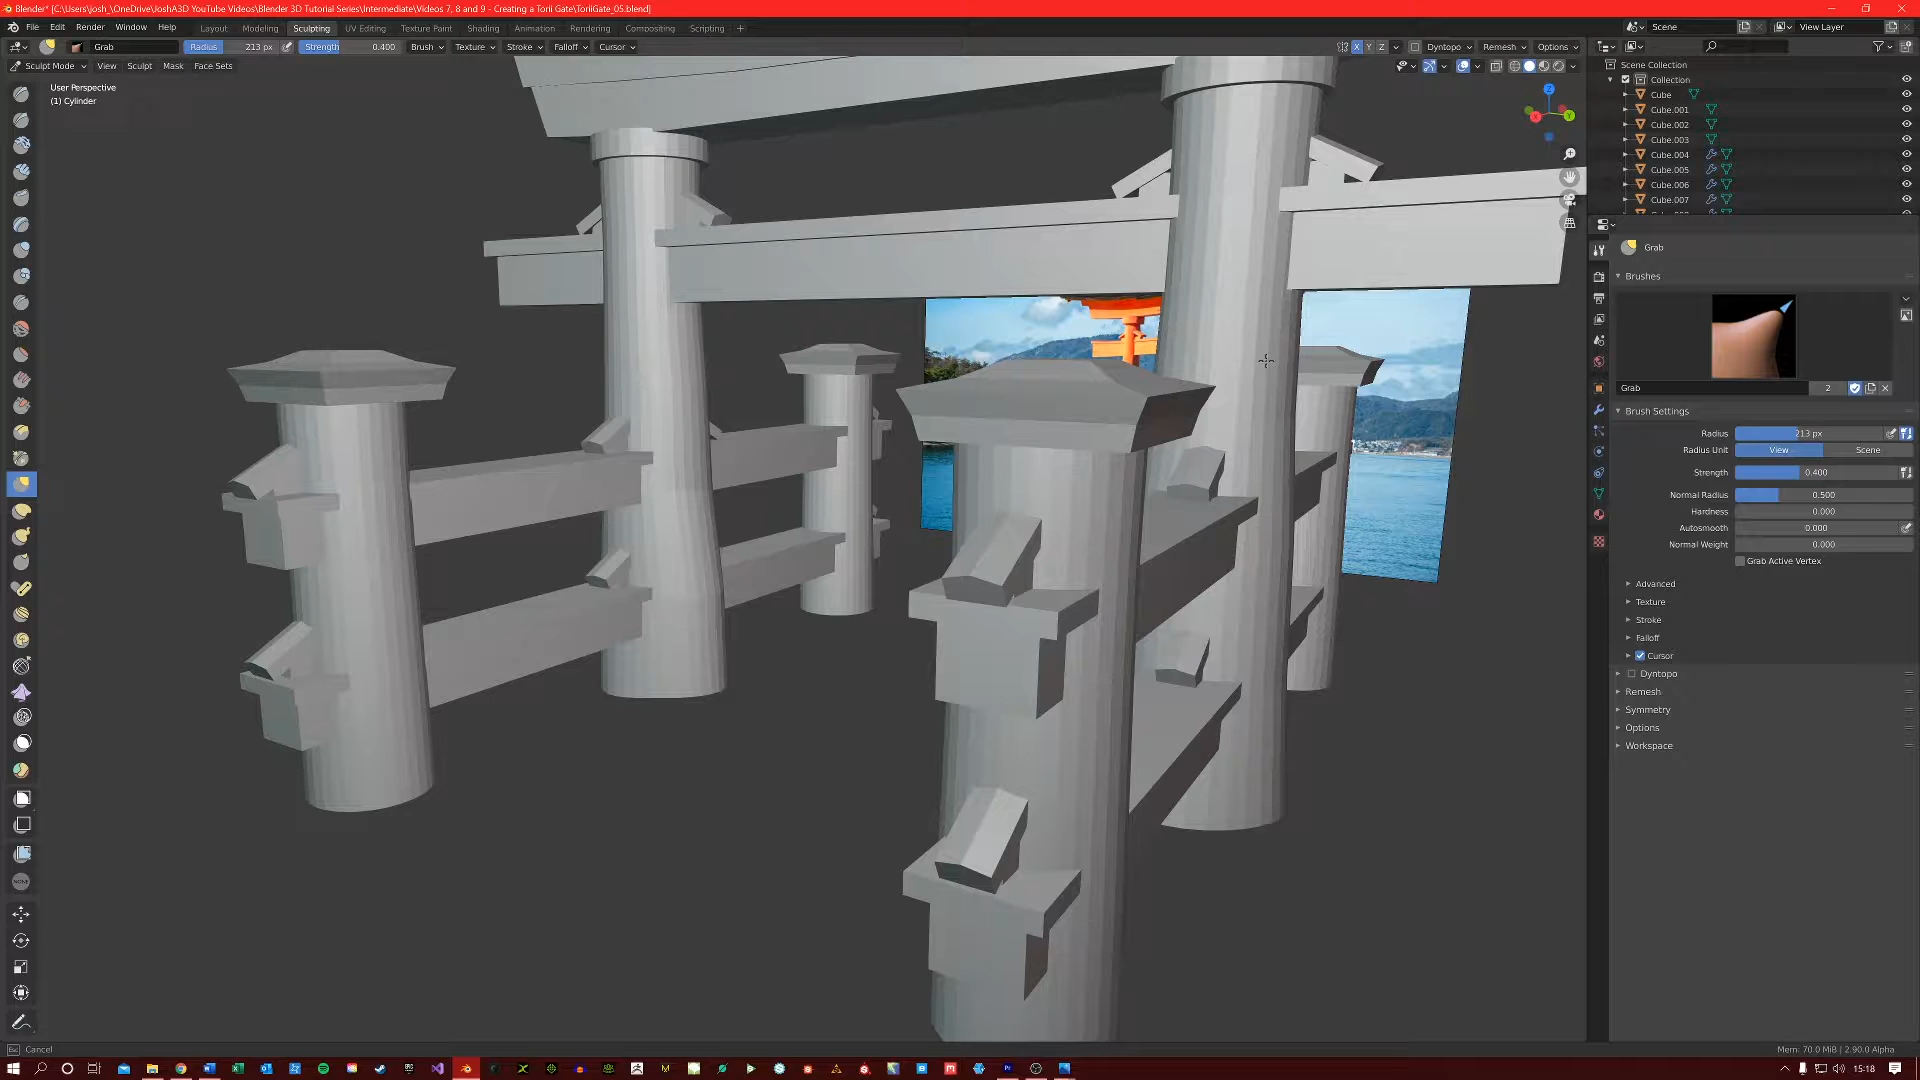 Blender* [C:\Users\josh_\OneDrive\JoshA3D YouTube Videos\Blender 3D Tutorial Series\Intermediate\Videos 7, 8 and 9 - Creating a Torii Gate\ToriiGate_05.blend]
File Edit Render Window Help Layout Modeling Sculpting UV Editing Texture Paint Shading Animation Rendering Compositing Scripting + Scene View Layer
Grab Radius 213 px Strength 0.400 Brush Texture Stroke Falloff Cursor X Y Z Dyntopo Remesh Options
Sculpt Mode View Sculpt Mask Face Sets
Scene Collection
Collection
Cube
Cube.001
Cube.002
Cube.003
Cube.004
Cube.005
Cube.006
Cube.007
User Perspective
(1) Cylinder
Z
X
Y
Grab
Brushes
Grab 2
Brush Settings
Radius 213 px
Radius Unit View Scene
Strength 0.400
Normal Radius 0.500
Hardness 0.000
Autosmooth 0.000
Normal Weight 0.000
Grab Active Vertex
Advanced
Texture
Stroke
Falloff
Cursor
Dyntopo
Remesh
Symmetry
Options
Workspace
NONE
Esc Cancel
Mem: 70.0 MiB | 2.90.0 Alpha
15:18